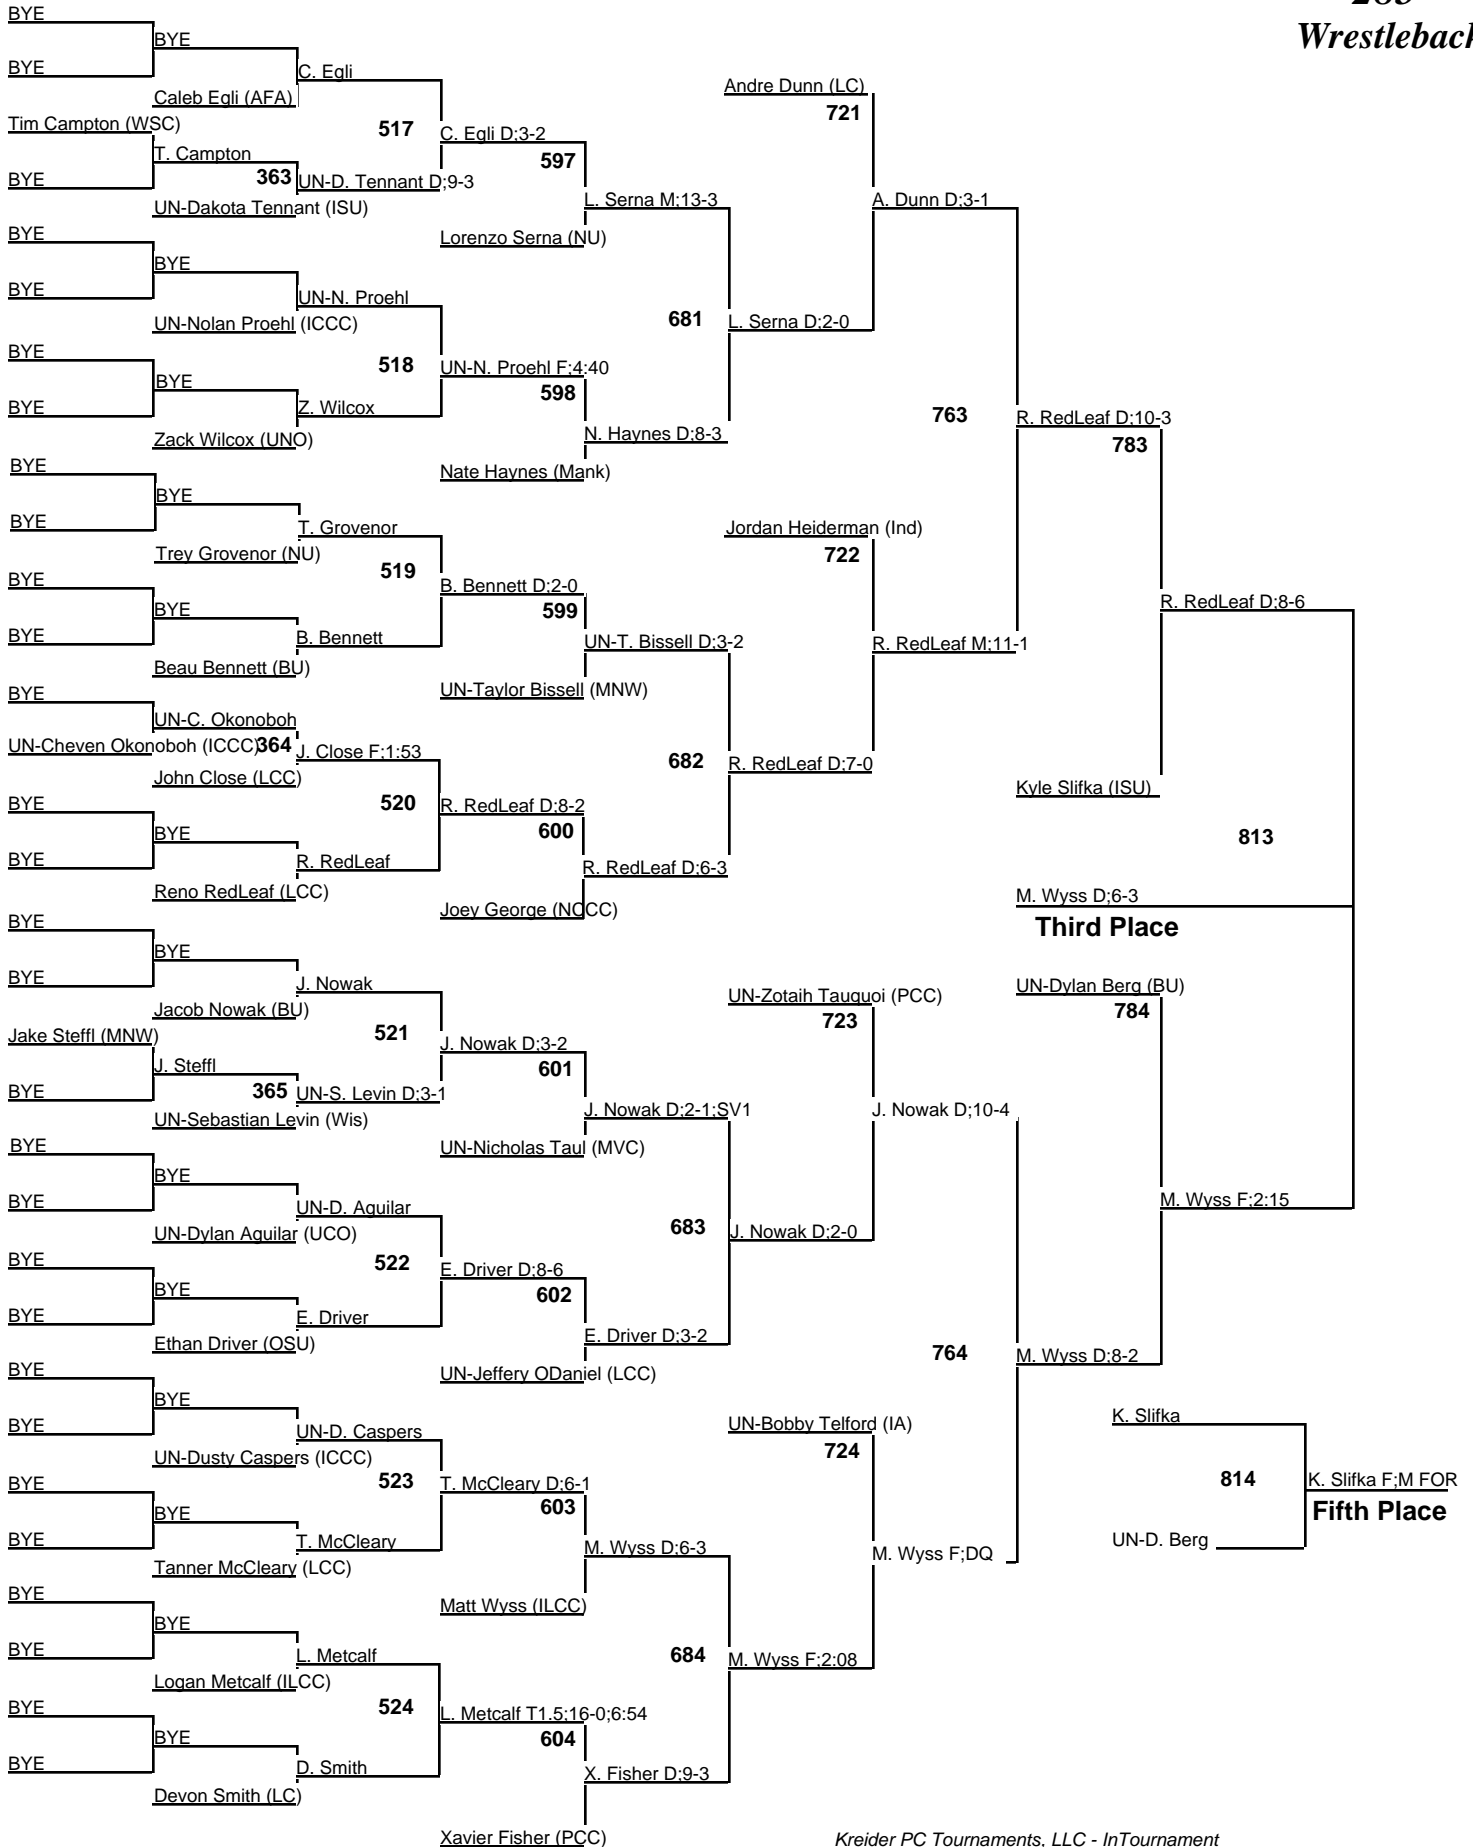 285
Wrestleback
BYE
BYE
BYE
C. Egli
BYE
Caleb Egli (AFA)
Andre Dunn (LC)
721
Tim Campton (WSC)
517
C. Egli D;3-2
T. Campton
597
BYE
363
UN-D. Tennant D;9-3
UN-Dakota Tennant (ISU)
L. Serna M;13-3
A. Dunn D;3-1
BYE
Lorenzo Serna (NU)
BYE
BYE
UN-N. Proehl
UN-Nolan Proehl (ICCC)
681
L. Serna D;2-0
BYE
518
UN-N. Proehl F;4:40
BYE
598
BYE
Z. Wilcox
763
R. RedLeaf D;10-3
Zack Wilcox (UNO)
N. Haynes D;8-3
783
BYE
Nate Haynes (Mank)
BYE
BYE
T. Grovenor
Jordan Heiderman (Ind)
Trey Grovenor (NU)
722
519
BYE
B. Bennett D;2-0
R. RedLeaf D;8-6
BYE
599
BYE
B. Bennett
UN-T. Bissell D;3-2
R. RedLeaf M;11-1
Beau Bennett (BU)
BYE
UN-Taylor Bissell (MNW)
UN-C. Okonoboh
UN-Cheven Okonoboh (ICCC)
364
J. Close F;1:53
682
R. RedLeaf D;7-0
John Close (LCC)
Kyle Slifka (ISU)
BYE
520
R. RedLeaf D;8-2
BYE
600
813
BYE
R. RedLeaf
R. RedLeaf D;6-3
Reno RedLeaf (LCC)
M. Wyss D;6-3
Joey George (NCCC)
BYE
Third Place
BYE
BYE
J. Nowak
UN-Dylan Berg (BU)
Jacob Nowak (BU)
UN-Zotaih Tauquoi (PCC)
784
723
Jake Steffl (MNW)
521
J. Nowak D;3-2
J. Steffl
601
BYE
365
UN-S. Levin D;3-1
UN-Sebastian Levin (Wis)
J. Nowak D;2-1;SV1
J. Nowak D;10-4
BYE
UN-Nicholas Taul (MVC)
BYE
BYE
UN-D. Aguilar
M. Wyss F;2:15
UN-Dylan Aguilar (UCO)
683
J. Nowak D;2-0
BYE
522
E. Driver D;8-6
BYE
602
BYE
E. Driver
Ethan Driver (OSU)
E. Driver D;3-2
764
M. Wyss D;8-2
BYE
UN-Jeffery ODaniel (LCC)
BYE
BYE
UN-D. Caspers
UN-Bobby Telford (IA)
K. Slifka
UN-Dusty Caspers (ICCC)
724
BYE
523
T. McCleary D;6-1
814
K. Slifka F;M FOR
BYE
603
Fifth Place
BYE
T. McCleary
M. Wyss D;6-3
M. Wyss F;DQ
UN-D. Berg
Tanner McCleary (LCC)
BYE
Matt Wyss (ILCC)
BYE
BYE
L. Metcalf
684
M. Wyss F;2:08
Logan Metcalf (ILCC)
BYE
524
L. Metcalf T1.5;16-0;6:54
BYE
604
BYE
D. Smith
X. Fisher D;9-3
Devon Smith (LC)
Xavier Fisher (PCC)
Kreider PC Tournaments, LLC - InTournament